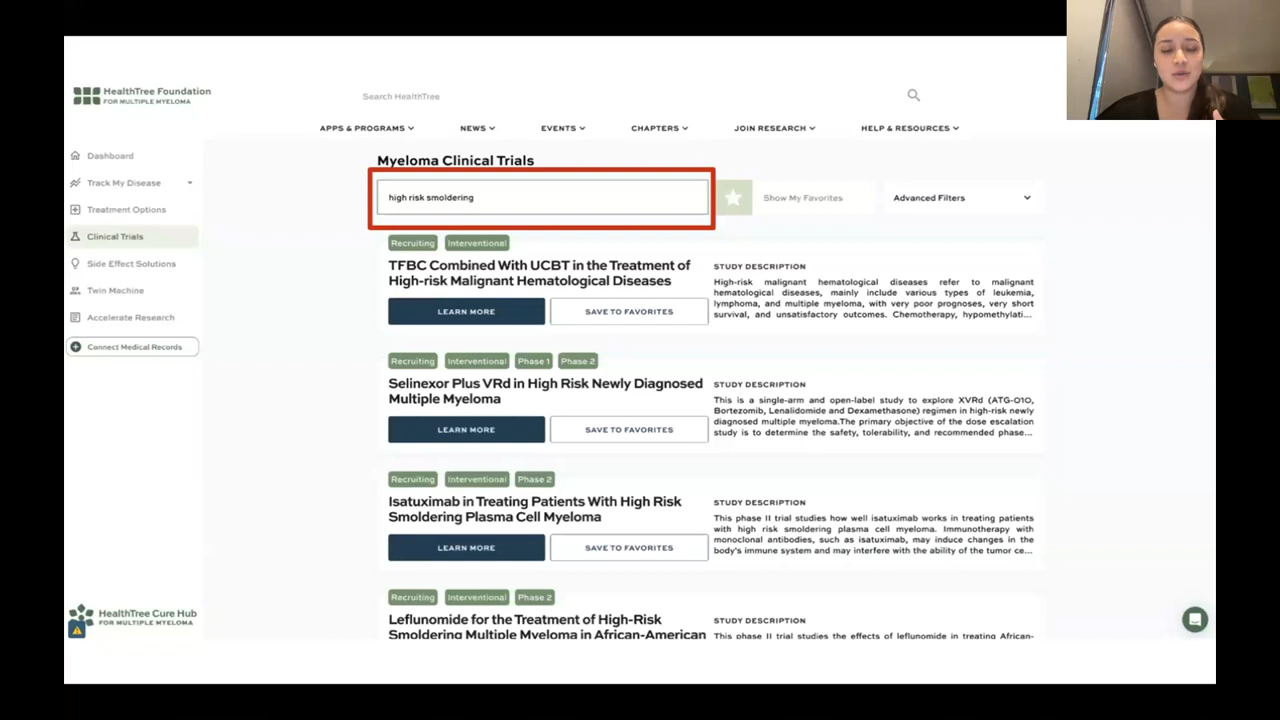 HealthTree Foundation
FOR MULTIPLE MYELOMA
Search HealthTree
APPS & PROGRAMS
NEWS
EVENTS
CHAPTERS
JOIN RESEARCH
HELP & RESOURCES
Dashboard
Track My Disease
Treatment Options
Clinical Trials
Side Effect Solutions
Twin Machine
Accelerate Research
Connect Medical Records
HealthTree Cure Hub
FOR MULTIPLE MYELOMA
Myeloma Clinical Trials
high risk smoldering
Show My Favorites
Advanced Filters
Recruiting Interventional
TFBC Combined With UCBT in the Treatment of
High-risk Malignant Hematological Diseases
LEARN MORE
SAVE TO FAVORITES
STUDY DESCRIPTION
High-risk malignant hematological diseases refer to malignant
hematological diseases, mainly include various types of leukemia,
lymphoma, and multiple myeloma, with very poor prognoses, very short
survival, and unsatisfactory outcomes. Chemotherapy, hypomethylati...
Recruiting Interventional Phase 1 Phase 2
Selinexor Plus VRd in High Risk Newly Diagnosed
Multiple Myeloma
LEARN MORE
SAVE TO FAVORITES
STUDY DESCRIPTION
This is a single-arm and open-label study to explore XVRd (ATG-010,
Bortezomib, Lenalidomide and Dexamethasone) regimen in high-risk newly
diagnosed multiple myeloma.The primary objective of the dose escalation
study is to determine the safety, tolerability, and recommended phase...
Recruiting Interventional Phase 2
Isatuximab in Treating Patients With High Risk
Smoldering Plasma Cell Myeloma
LEARN MORE
SAVE TO FAVORITES
STUDY DESCRIPTION
This phase II trial studies how well isatuximab works in treating patients
with high risk smoldering plasma cell myeloma. Immunotherapy with
monoclonal antibodies, such as isatuximab, may induce changes in the
body's immune system and may interfere with the ability of the tumor ce...
Recruiting Interventional Phase 2
Leflunomide for the Treatment of High-Risk
Smoldering Multiple Myeloma in African-American
STUDY DESCRIPTION
This phase II trial studies the effects of leflunomide in treating African-